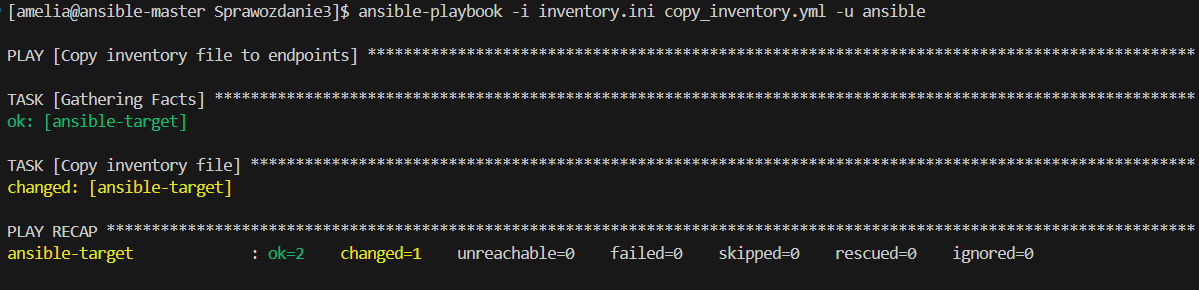 [amelia@ansible-master Sprawozdanie3]$ ansible-playbook -i inventory.ini copy_inventory.yml -u ansible
PLAY [Copy inventory file to endpoints] ********************************************************************************************
TASK [Gathering Facts] *************************************************************************************************************
ok: [ansible-target]
TASK [Copy inventory file] *********************************************************************************************************
changed: [ansible-target]
PLAY RECAP *************************************************************************************************************************
ansible-target             : ok=2    changed=1    unreachable=0    failed=0    skipped=0    rescued=0    ignored=0